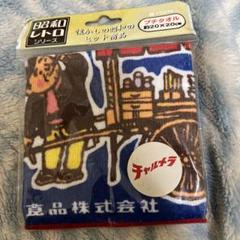 昭和
レトロ
シリーズ
懐かしの昭和の
ヒット商品
プチタオル
約20×20cm
チャルメラ
食品株式会社